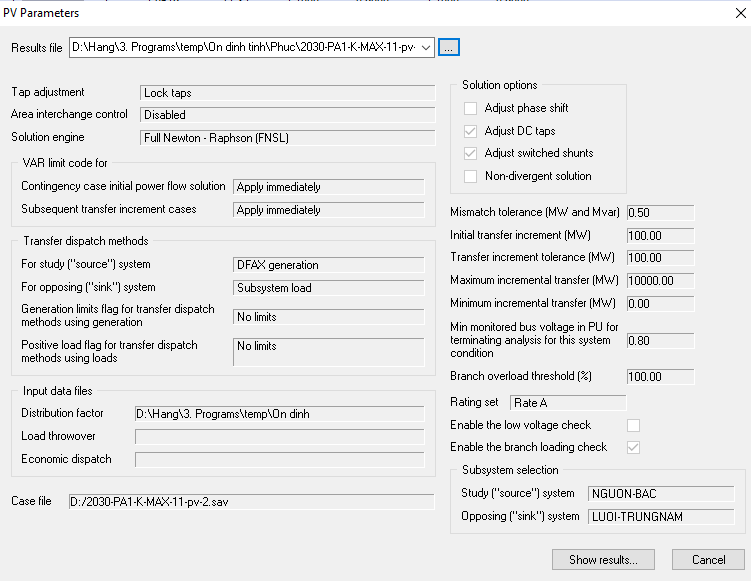 PV Parameters
Results file
D:\Hang\3. Programs\temp\On dinh tinh\Phuc\2030-PA1-K-MAX-11-pv-
...
Tap adjustment
Lock taps
Area interchange control
Disabled
Solution engine
Full Newton - Raphson (FNSL)
VAR limit code for
Contingency case initial power flow solution
Apply immediately
Subsequent transfer increment cases
Apply immediately
Transfer dispatch methods
For study ("source") system
DFAX generation
For opposing ("sink") system
Subsystem load
Generation limits flag for transfer dispatch
methods using generation
No limits
Positive load flag for transfer dispatch
methods using loads
No limits
Input data files
Distribution factor
D:\Hang\3. Programs\temp\On dinh
Load throwover
Economic dispatch
Case file
D:/2030-PA1-K-MAX-11-pv-2.sav
Solution options
Adjust phase shift
Adjust DC taps
Adjust switched shunts
Non-divergent solution
Mismatch tolerance (MW and Mvar)
0.50
Initial transfer increment (MW)
100.00
Transfer increment tolerance (MW)
100.00
Maximum incremental transfer (MW)
10000.00
Minimum incremental transfer (MW)
0.00
Min monitored bus voltage in PU for
terminating analysis for this system
condition
0.80
Branch overload threshold (%)
100.00
Rating set
Rate A
Enable the low voltage check
Enable the branch loading check
Subsystem selection
Study ("source") system
NGUON-BAC
Opposing ("sink") system
LUOI-TRUNGNAM
Show results...
Cancel